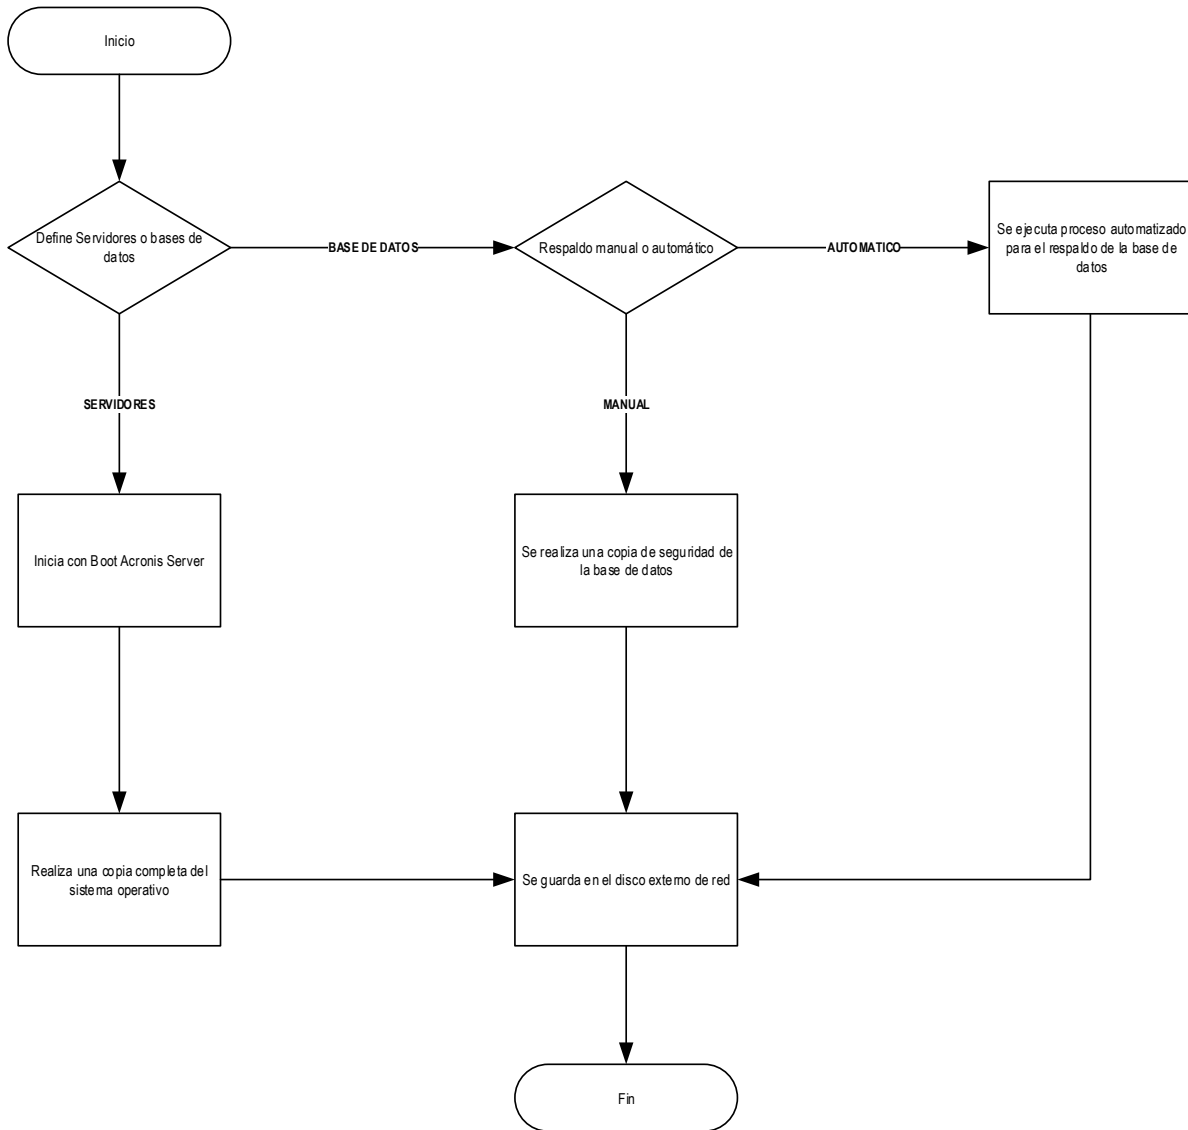 Inicio
Define Servidores o bases de
datos
BASE DE DATOS
Respaldo manual o automático
AUTOMATICO
Se ejecuta proceso automatizado
para el respaldo de la base de
datos
SERVIDORES
MANUAL
Inicia con Boot Acronis Server
Se realiza una copia de seguridad de
la base de datos
Realiza una copia completa del
sistema operativo
Se guarda en el disco externo de red
Fin